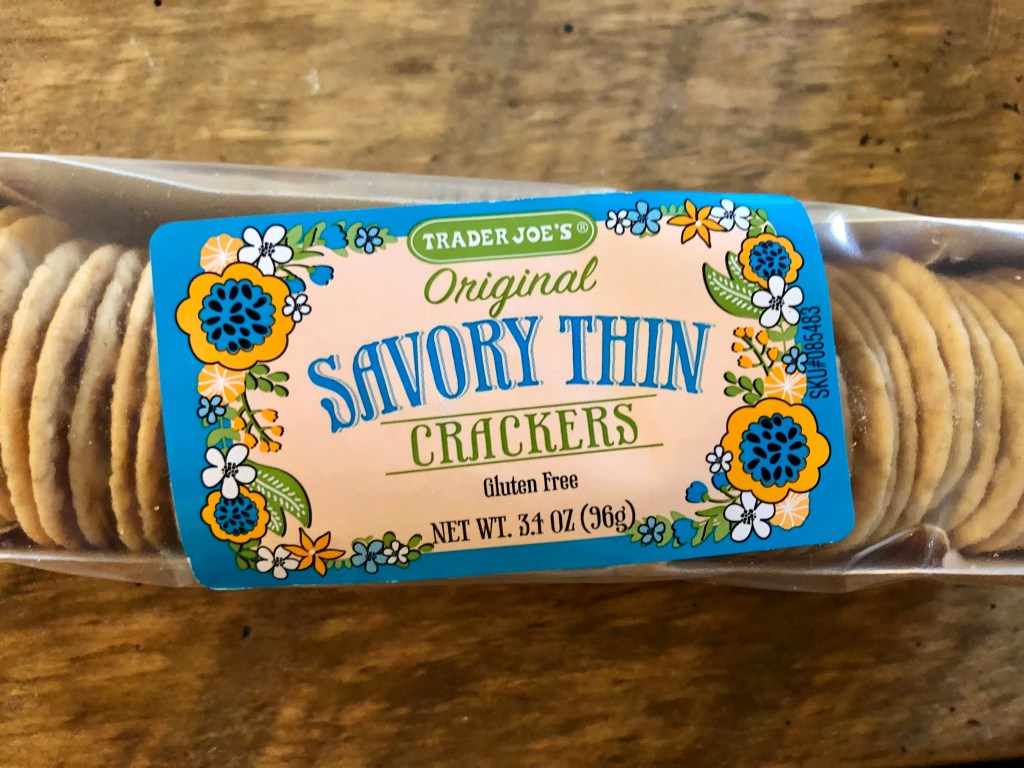 TRADER JOE'S®
Original
SAVORY THIN
CRACKERS
Gluten Free
NET WT. 3.4 OZ (96g)
SKU#085483